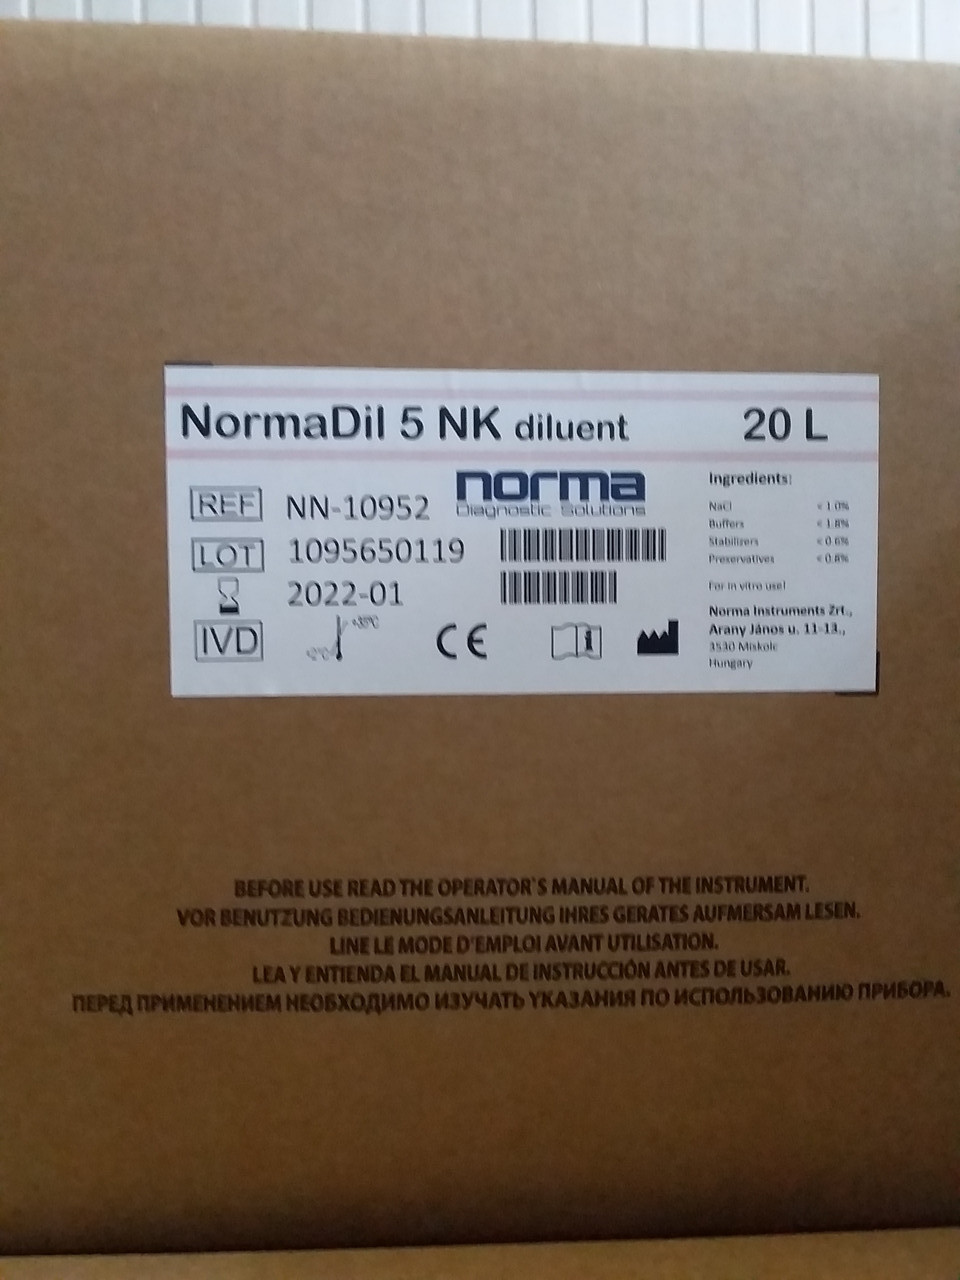 NormaDil 5 NK diluent 20 L
REF NN-10952
LOT 1095650119
2022-01
IVD
+35°C
CE
norma
Diagnostic Solutions
Ingredients:
NaCl < 1.0%
Buffers < 1.8%
Stabilizers < 0.6%
Preservatives < 0.8%
For in vitro use!
Norma Instruments Zrt.,
Arany János u. 11-13.,
3530 Miskolc
Hungary
BEFORE USE READ THE OPERATOR'S MANUAL OF THE INSTRUMENT.
VOR BENUTZUNG BEDIENUNGSANLEITUNG IHRES GERATES AUFMERSAM LESEN.
LINE LE MODE D'EMPLOI AVANT UTILISATION.
LEA Y ENTIENDA EL MANUAL DE INSTRUCCIÓN ANTES DE USAR.
ПЕРЕД ПРИМЕНЕНИЕМ НЕОБХОДИМО ИЗУЧАТЬ УКАЗАНИЯ ПО ИСПОЛЬЗОВАНИЮ ПРИБОРА.